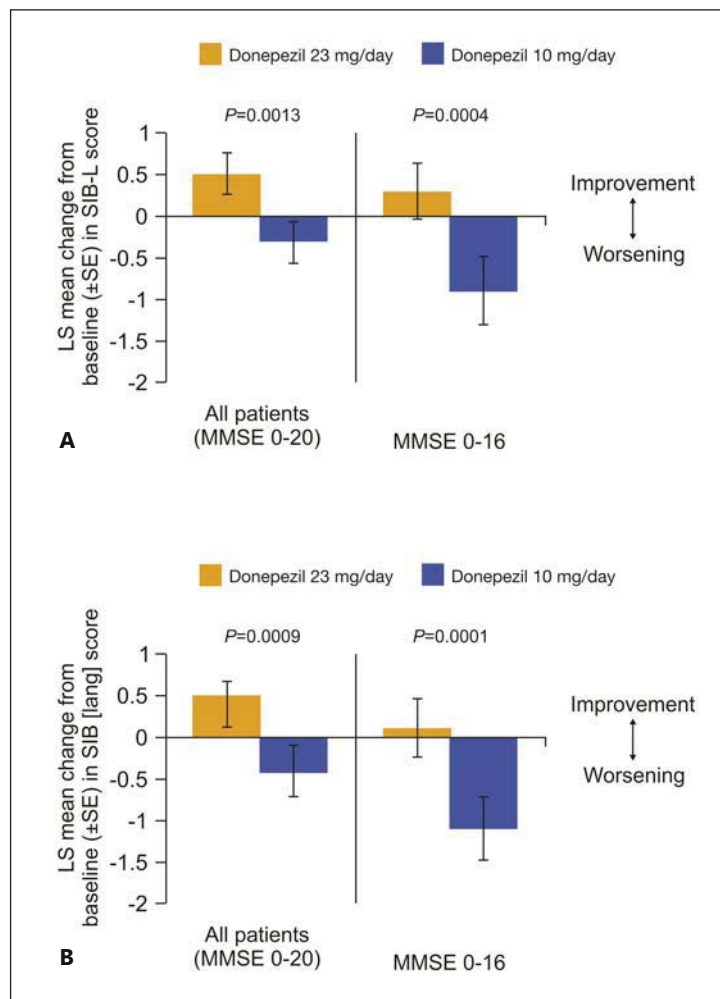 Donepezil 23 mg/day Donepezil 10 mg/day
P=0.0013 P=0.0004
LS mean change from
baseline (±SE) in SIB-L score
1
0.5
0
-0.5
-1
-1.5
-2
Improvement
Worsening
All patients
(MMSE 0-20)
MMSE 0-16
A
Donepezil 23 mg/day Donepezil 10 mg/day
P=0.0009 P=0.0001
LS mean change from
baseline (±SE) in SIB [lang] score
1
0.5
0
-0.5
-1
-1.5
-2
Improvement
Worsening
All patients
(MMSE 0-20)
MMSE 0-16
B